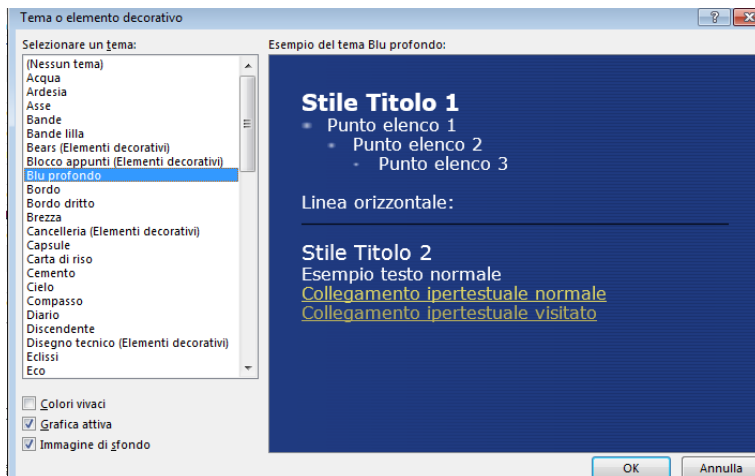 Tema o elemento decorativo
Selezionare un tema:
(Nessun tema)
Acqua
Ardesia
Asse
Bande
Bande lilla
Bears (Elementi decorativi)
Blocco appunti (Elementi decorativi)
Blu profondo
Bordo
Bordo dritto
Brezza
Cancelleria (Elementi decorativi)
Capsule
Carta di riso
Cemento
Cielo
Compasso
Diario
Discendente
Disegno tecnico (Elementi decorativi)
Eclissi
Eco
Colori vivaci
Grafica attiva
Immagine di sfondo
Esempio del tema Blu profondo:
Stile Titolo 1
Punto elenco 1
Punto elenco 2
Punto elenco 3
Linea orizzontale:
Stile Titolo 2
Esempio testo normale
Collegamento ipertestuale normale
Collegamento ipertestuale visitato
OK
Annulla